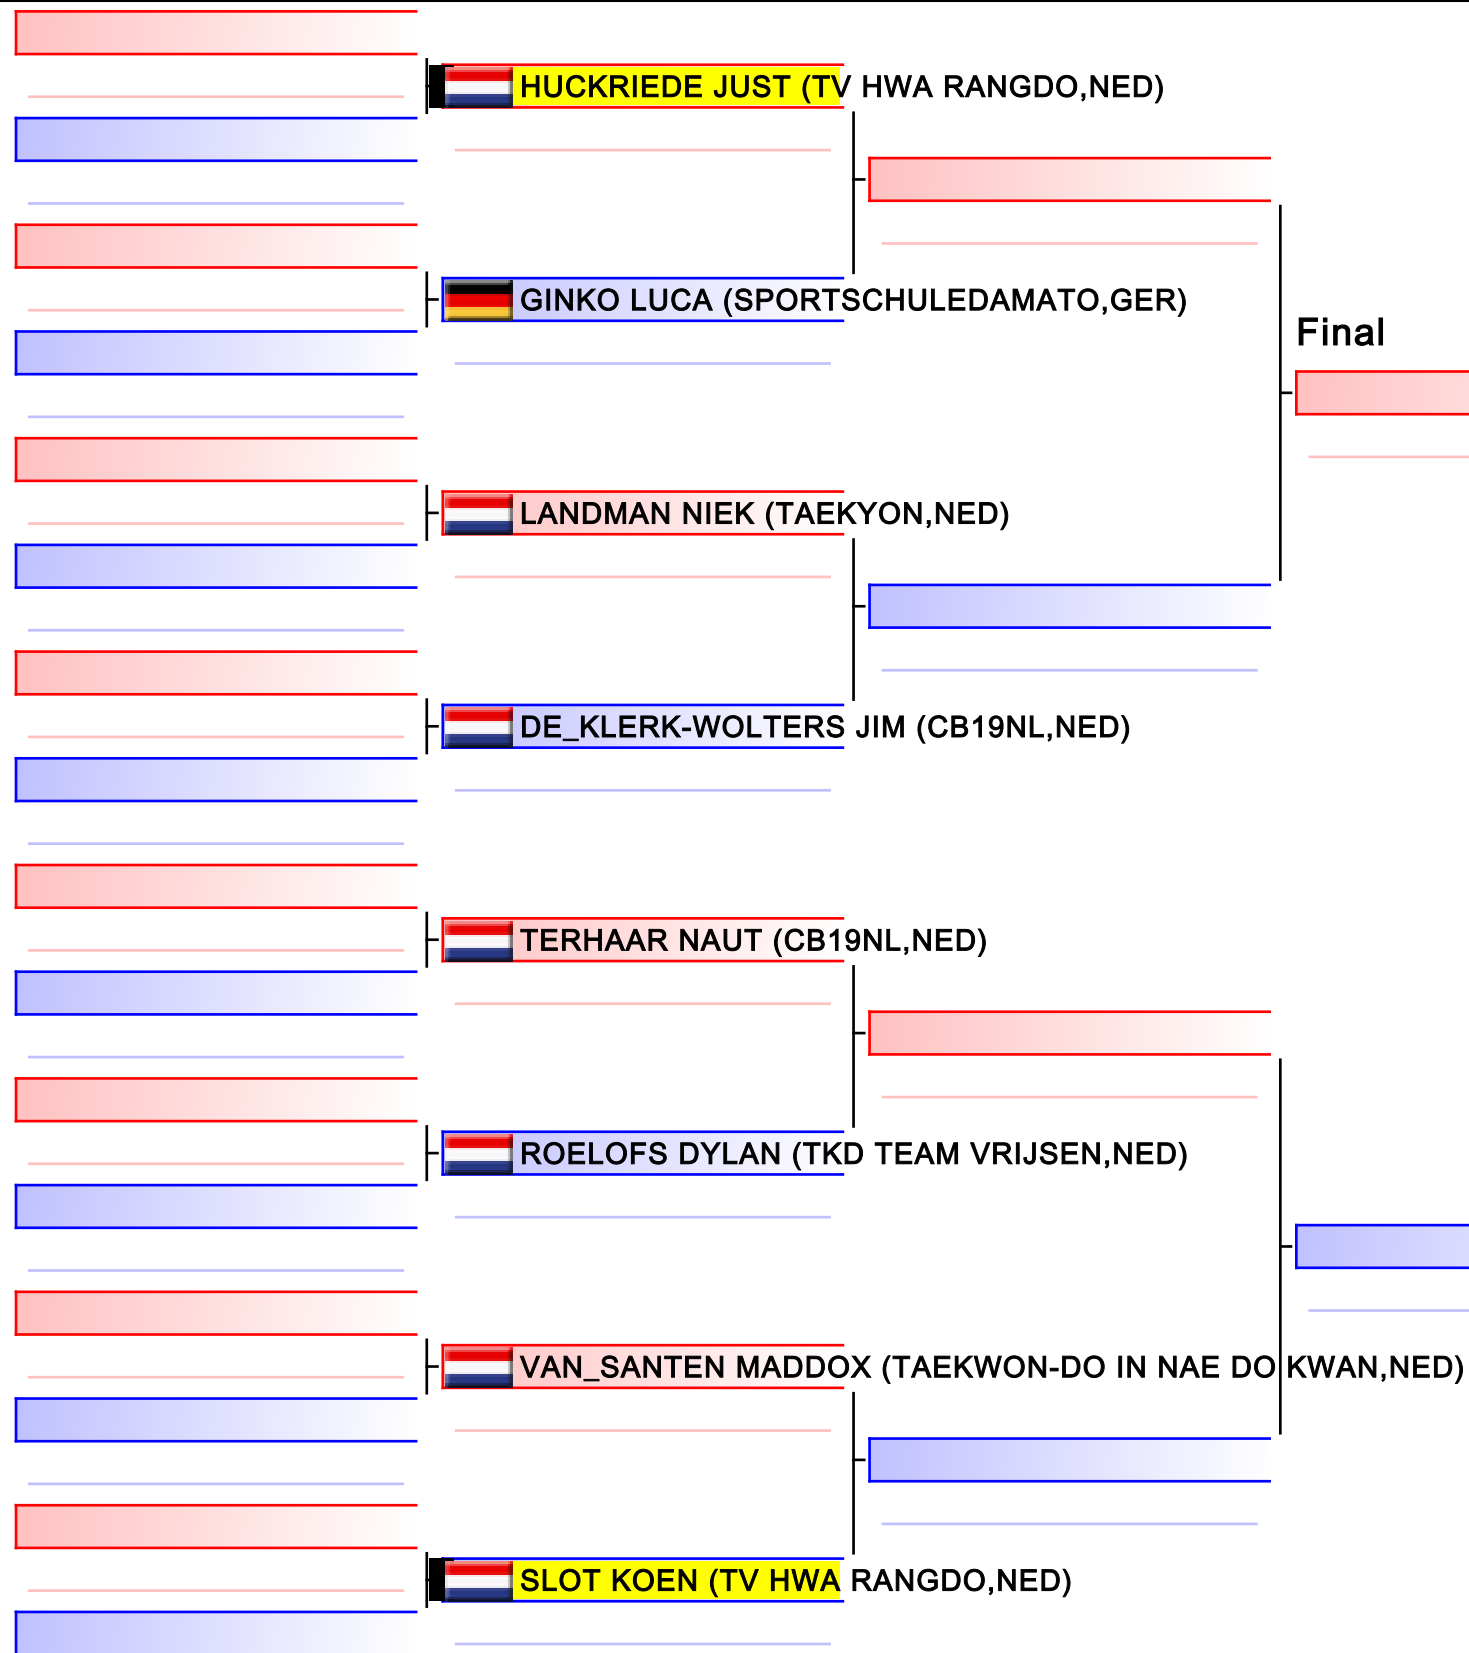 HUCKRIEDE JUST (TV HWA RANGDO,NED)
GINKO LUCA (SPORTSCHULEDAMATO,GER)
Final
LANDMAN NIEK (TAEKYON,NED)
DE_KLERK-WOLTERS JIM (CB19NL,NED)
TERHAAR NAUT (CB19NL,NED)
ROELOFS DYLAN (TKD TEAM VRIJSEN,NED)
VAN_SANTEN MADDOX (TAEKWON-DO IN NAE DO KWAN,NED)
SLOT KOEN (TV HWA RANGDO,NED)